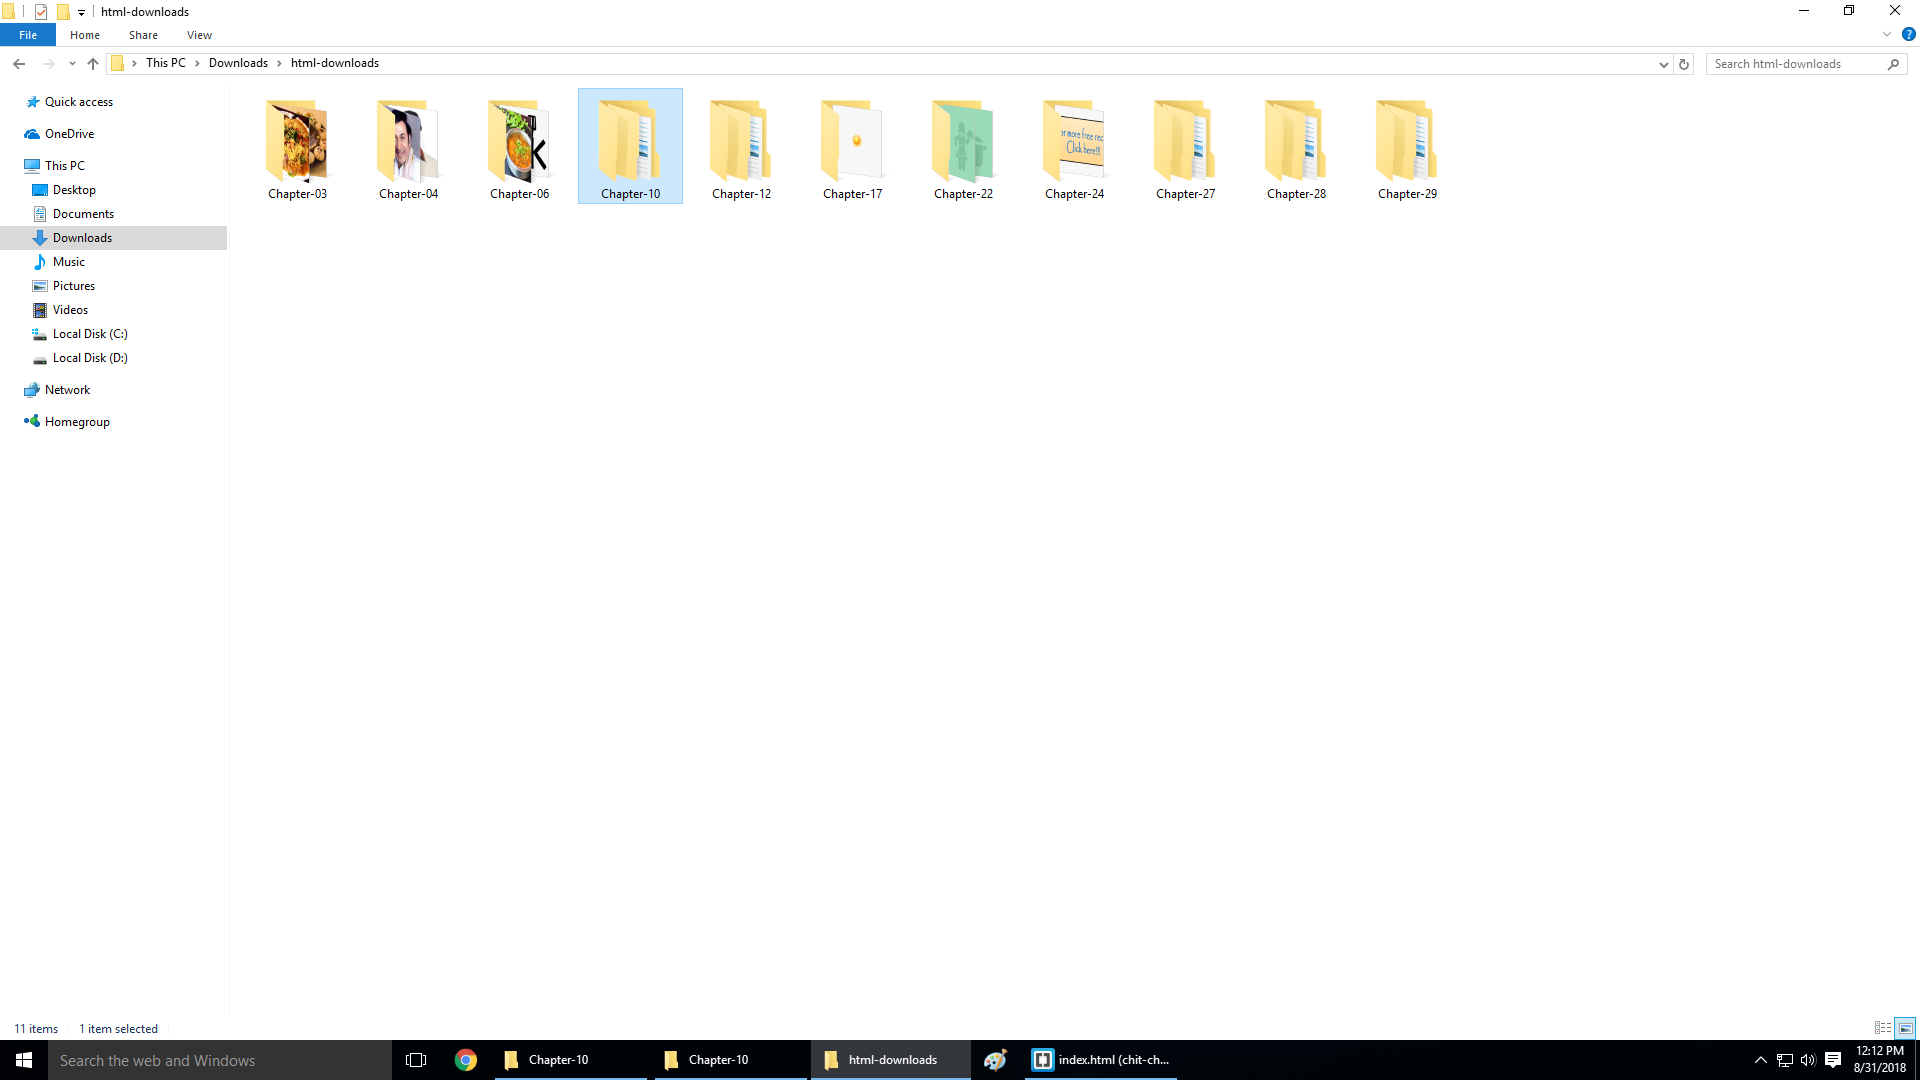 html-downloads
File Home Share View
This PC Downloads html-downloads
Search html-downloads
Quick access
OneDrive
This PC
Desktop
Documents
Downloads
Music
Pictures
Videos
Local Disk (C:)
Local Disk (D:)
Network
Homegroup
or more free rec
Click here!!!
K
Chapter-03 Chapter-04 Chapter-06 Chapter-10 Chapter-12 Chapter-17 Chapter-22 Chapter-24 Chapter-27 Chapter-28 Chapter-29
11 items 1 item selected
Search the web and Windows
Chapter-10 Chapter-10 html-downloads index.html (chit-ch...
12:12 PM
8/31/2018